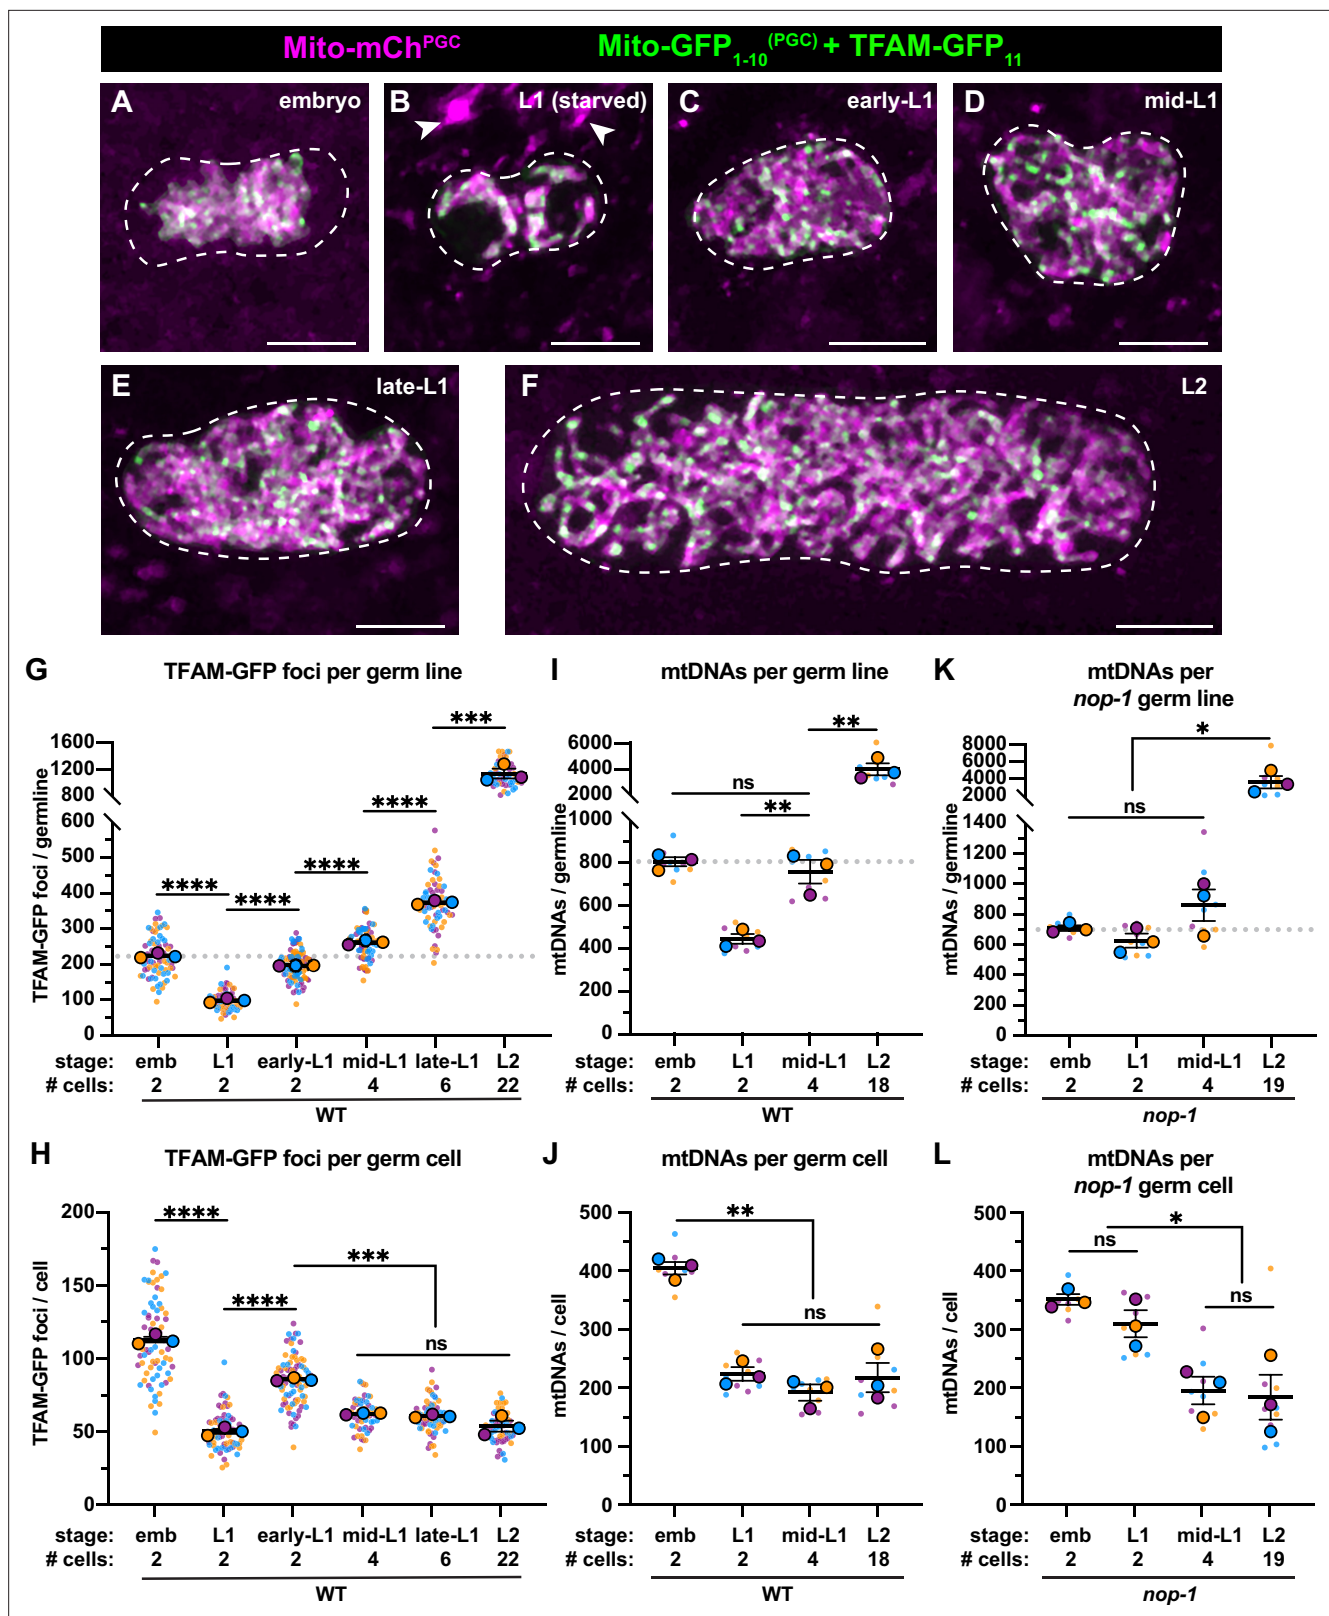 Mito-mChPGC Mito-GFP1-10(PGC) + TFAM-GFP11
A embryo
B L1 (starved)
C early-L1
D mid-L1
E late-L1
F L2
G TFAM-GFP foci per germ line
TFAM-GFP foci / germline
1600
1200
800
600
500
400
300
200
100
0
****
****
****
****
***
stage: emb L1 early-L1 mid-L1 late-L1 L2
# cells: 2 2 2 4 6 22
WT
I mtDNAs per germ line
mtDNAs / germline
6000
4000
2000
1000
800
600
400
200
0
ns
**
**
stage: emb L1 mid-L1 L2
# cells: 2 2 4 18
WT
K mtDNAs per
nop-1 germ line
mtDNAs / germline
8000
6000
4000
2000
1400
1200
1000
800
600
400
200
0
ns
*
stage: emb L1 mid-L1 L2
# cells: 2 2 4 19
nop-1
H TFAM-GFP foci per germ cell
TFAM-GFP foci / cell
200
150
100
50
0
****
****
***
ns
stage: emb L1 early-L1 mid-L1 late-L1 L2
# cells: 2 2 2 4 6 22
WT
J mtDNAs per germ cell
mtDNAs / cell
500
400
300
200
100
0
**
ns
stage: emb L1 mid-L1 L2
# cells: 2 2 4 18
WT
L mtDNAs per
nop-1 germ cell
mtDNAs / cell
500
400
300
200
100
0
ns
*
ns
stage: emb L1 mid-L1 L2
# cells: 2 2 4 19
nop-1